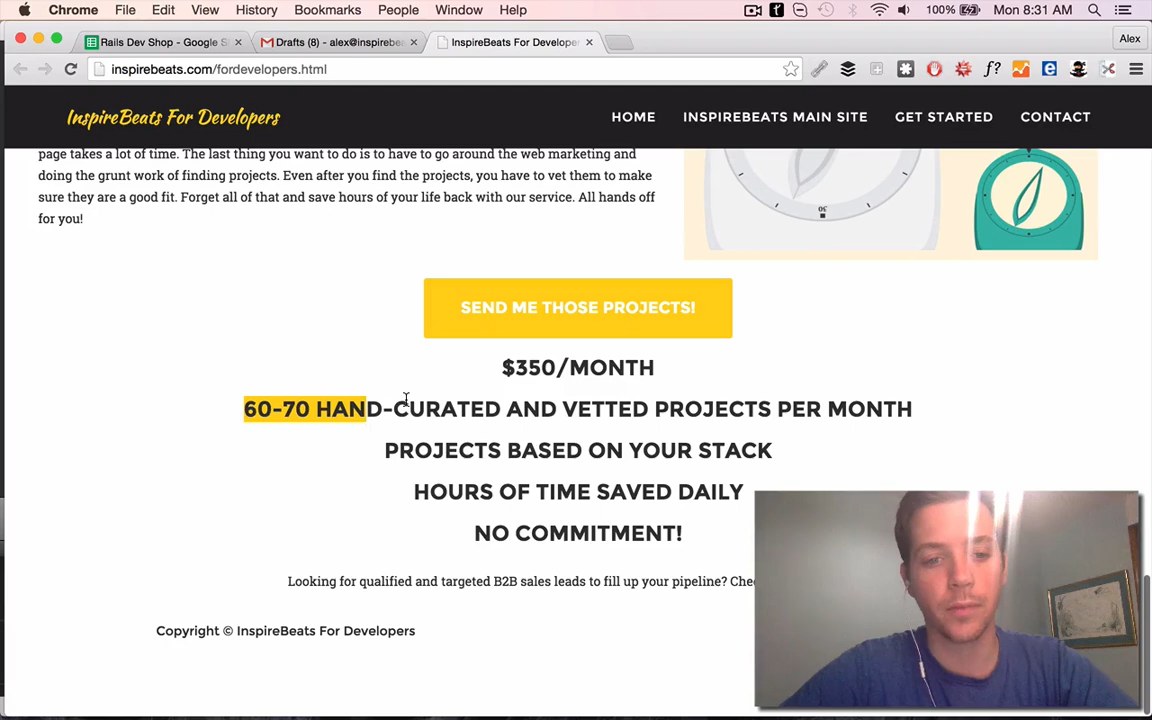 Chrome File Edit View History Bookmarks People Window Help 100% Mon 8:31 AM
Rails Dev Shop - Google S Drafts (8) - alex@inspirebe InspireBeats For Develope Alex
inspirebeats.com/fordevelopers.html f?
InspireBeats For Developers HOME INSPIREBEATS MAIN SITE GET STARTED CONTACT
page takes a lot of time. The last thing you want to do is to have to go around the web marketing and
doing the grunt work of finding projects. Even after you find the projects, you have to vet them to make
sure they are a good fit. Forget all of that and save hours of your life back with our service. All hands off
for you!
30
SEND ME THOSE PROJECTS!
$350/MONTH
60-70 HAND-CURATED AND VETTED PROJECTS PER MONTH
PROJECTS BASED ON YOUR STACK
HOURS OF TIME SAVED DAILY
NO COMMITMENT!
Looking for qualified and targeted B2B sales leads to fill up your pipeline? Che
Copyright © InspireBeats For Developers